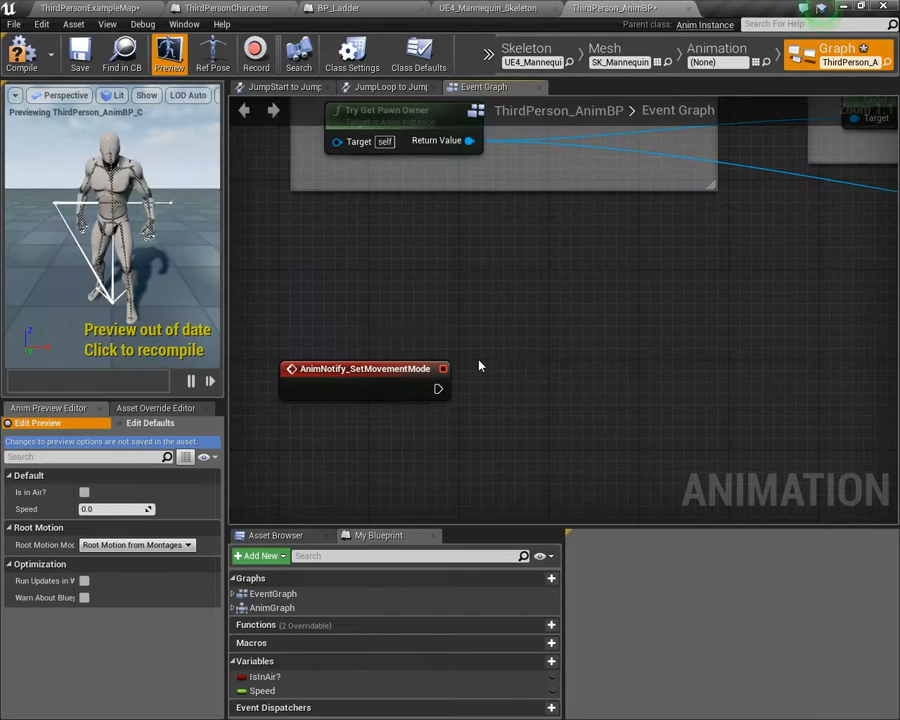 ThirdPersonExampleMap•
ThirdPersonCharacter
BP_Ladder
UE4_Mannequin_Skeleton
ThirdPerson_AnimBP•
File Edit Asset View Debug Window Help
Parent class: Anim Instance
Search For Help
Compile
Save
Find in CB
Preview
Ref Pose
Record
Search
Class Settings
Class Defaults
Skeleton
UE4_Mannequ
Mesh
SK_Mannequ
Animation
(None)
Graph
ThirdPerson_A
Perspective
Lit
Show
LOD Auto
Previewing ThirdPerson_AnimBP_C
Preview out of date
Click to recompile
JumpStart to Jump
JumpLoop to Jump
Event Graph
ThirdPerson_AnimBP > Event Graph
Try Get Pawn Owner
Target is Anim Instance
Target self
Return Value
Target
AnimNotify_SetMovementMode
ANIMATION
Anim Preview Editor
Asset Override Editor
Edit Preview
Edit Defaults
Changes to preview options are not saved in the asset.
Search
Default
Is in Air?
Speed 0.0
Root Motion
Root Motion Mod Root Motion from Montages
Optimization
Run Updates in
Warn About
Asset Browser
My Blueprint
Add New
Search
Graphs
EventGraph
AnimGraph
Functions (2 Overridable)
Macros
Variables
IsInAir?
Speed
Event Dispatchers